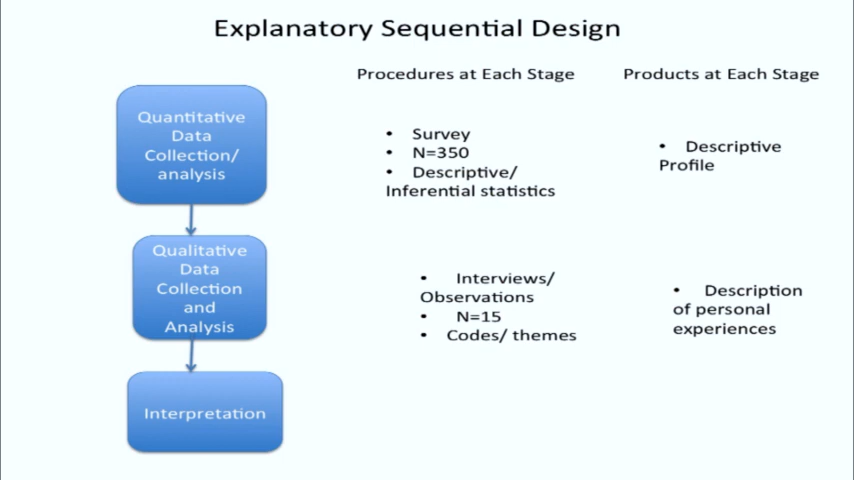 Explanatory Sequential Design
Procedures at Each Stage
Products at Each Stage
Quantitative
Data
Collection/
analysis
• Survey
• N=350
• Descriptive/
Inferential statistics
• Descriptive
Profile
Qualitative
Data
Collection
and
Analysis
• Interviews/
Observations
• N=15
• Codes/ themes
• Description
of personal
experiences
Interpretation